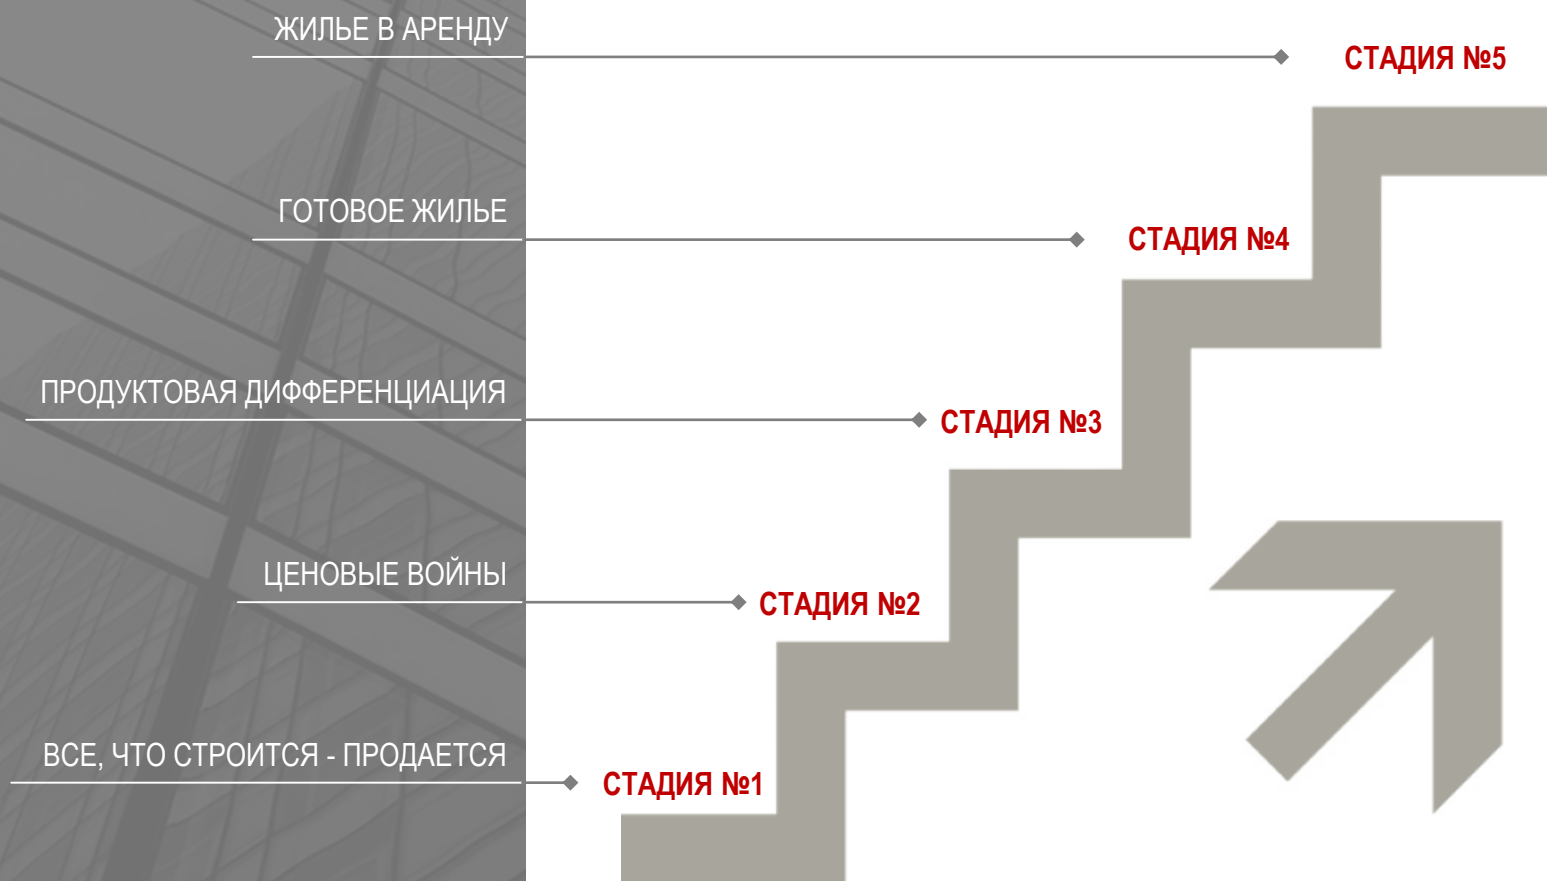 ЖИЛЬЕ В АРЕНДУ
СТАДИЯ №5
ГОТОВОЕ ЖИЛЬЕ
СТАДИЯ №4
ПРОДУКТОВАЯ ДИФФЕРЕНЦИАЦИЯ
СТАДИЯ №3
ЦЕНОВЫЕ ВОЙНЫ
СТАДИЯ №2
ВСЕ, ЧТО СТРОИТСЯ - ПРОДАЕТСЯ
СТАДИЯ №1